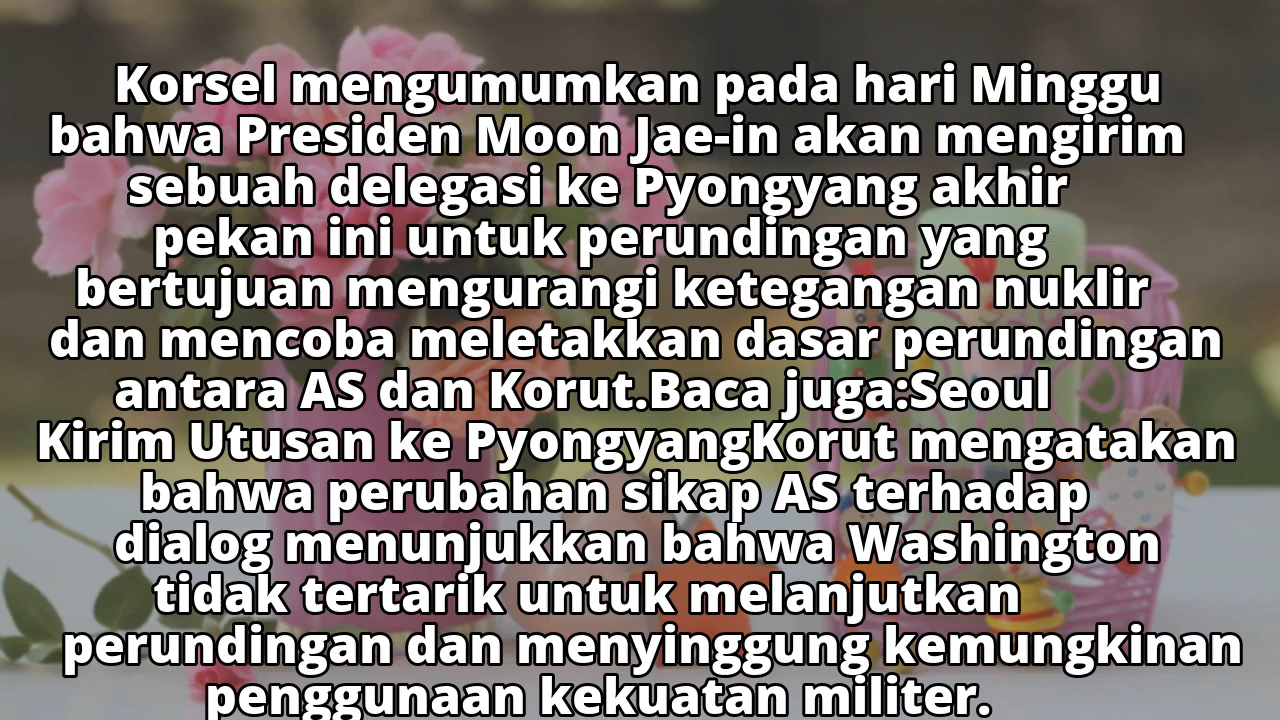 Korsel mengumumkan pada hari Minggu
bahwa Presiden Moon Jae-in akan mengirim
sebuah delegasi ke Pyongyang akhir
pekan ini untuk perundingan yang
bertujuan mengurangi ketegangan nuklir
dan mencoba meletakkan dasar perundingan
antara AS dan Korut.Baca juga:Seoul
Kirim Utusan ke PyongyangKorut mengatakan
bahwa perubahan sikap AS terhadap
dialog menunjukkan bahwa Washington
tidak tertarik untuk melanjutkan
perundingan dan menyinggung kemungkinan
penggunaan kekuatan militer.